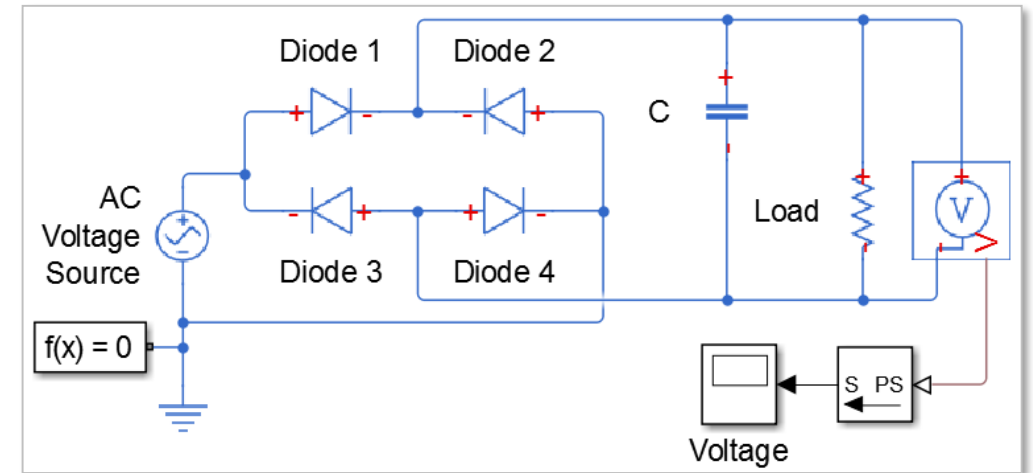 Diode 1
Diode 2
+
-
-
+
+
C
-
AC
Voltage
Source
+
-
-
+
+
-
Load
+
-
+
V
-
Diode 3
Diode 4
f(x) = 0
S PS
Voltage